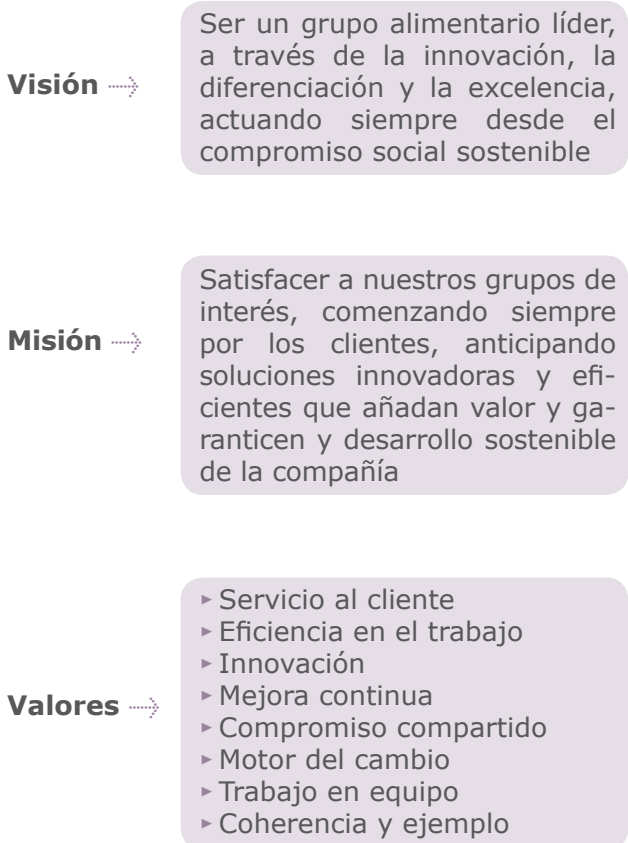 Ser un grupo alimentario líder,
a través de la innovación, la
Visión
diferenciación y la excelencia,
actuando siempre desde el
compromiso social sostenible
Satisfacer a nuestros grupos de
interés, comenzando siempre
Misión
por los clientes, anticipando
soluciones innovadoras y efi-
cientes que añadan valor y ga-
ranticen y desarrollo sostenible
de la compañía
Servicio al cliente
Eficiencia en el trabajo
Innovación
Mejora continua
Valores
Compromiso compartido
Motor del cambio
Trabajo en equipo
Coherencia y ejemplo